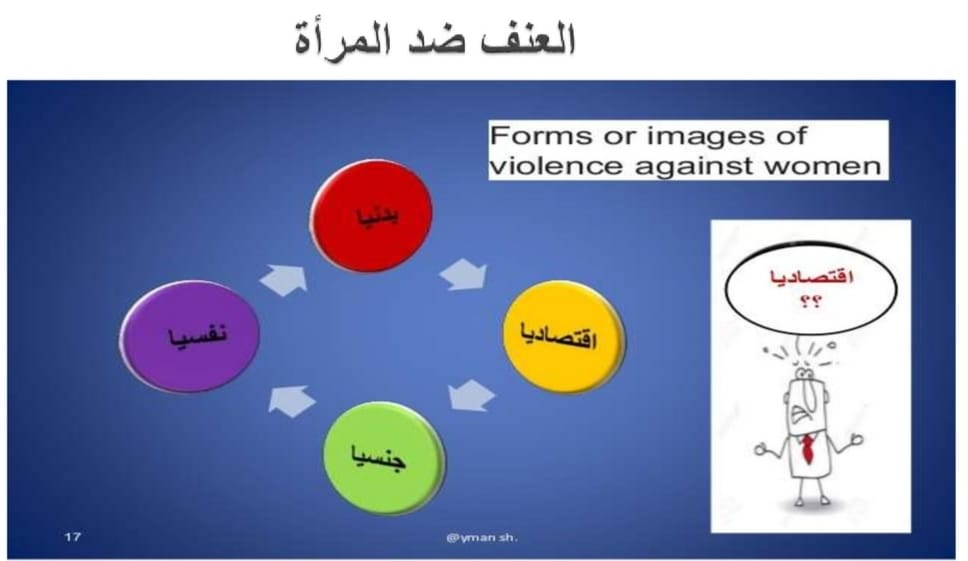 العنف ضد المرأة
Forms or images of
violence against women
بدنيا
اقتصاديا
جنسيا
نفسيا
اقتصاديا
؟؟
17
@yman sh.